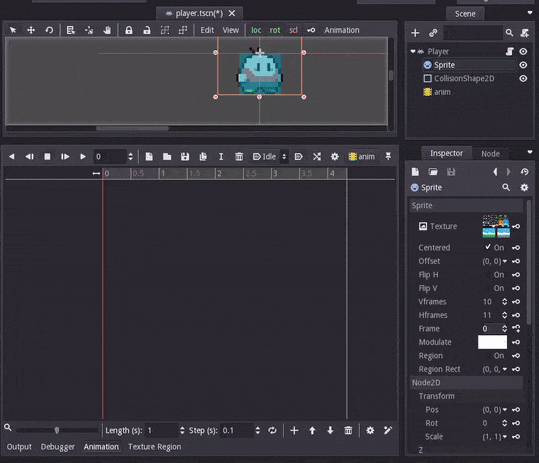 player.tscn(*)
Scene
Edit View loc rot scl Animation
Player
Sprite
CollisionShape2D
anim
0 Idle anim
0 0.5 1 1.5 2 2.5 3 3.5 4
Inspector Node
Sprite
Sprite
Texture
Centered On
Offset (0, 0)
Flip H
Flip V
Vframes 10
Hframes 11
Frame 0
Modulate
Region On
Region Rect (0, 0,
Node2D
Transform
Pos (0, 0)
Rot 0
Scale (1, 1)
Z
Length (s): 1 Step (s): 0.1
Output Debugger Animation Texture Region